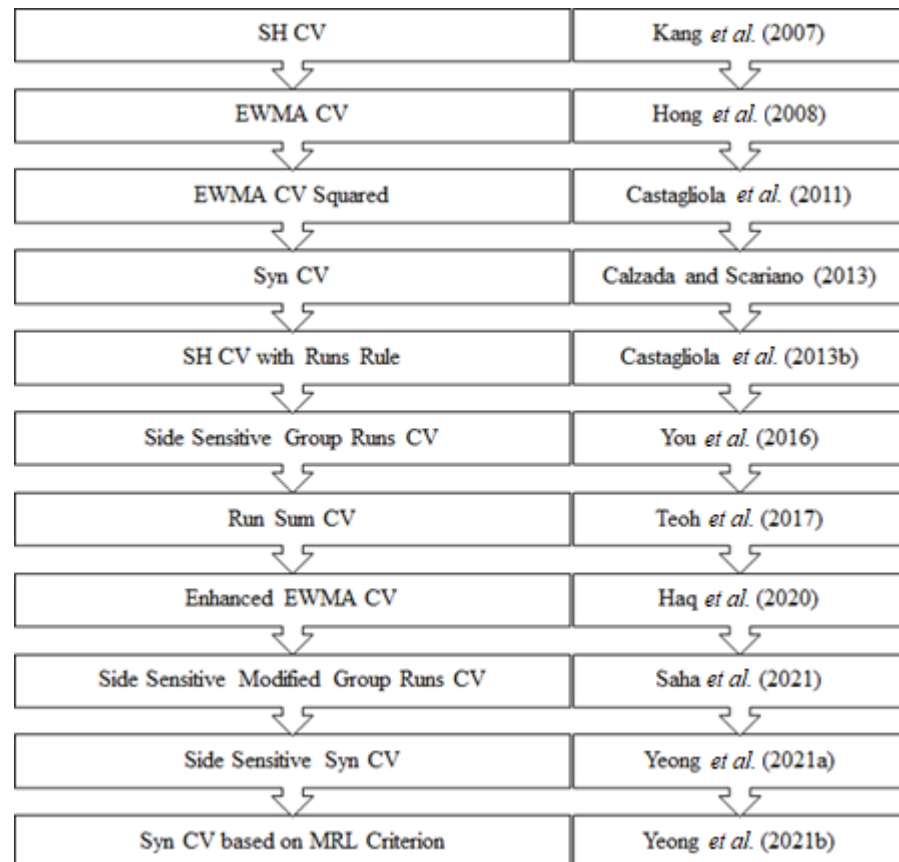 SH CV
Kang et al. (2007)
EWMA CV
Hong et al. (2008)
EWMA CV Squared
Castagliola et al. (2011)
Syn CV
Calzada and Scariano (2013)
SH CV with Runs Rule
Castagliola et al. (2013b)
Side Sensitive Group Runs CV
You et al. (2016)
Run Sum CV
Teoh et al. (2017)
Enhanced EWMA CV
Haq et al. (2020)
Side Sensitive Modified Group Runs CV
Saha et al. (2021)
Side Sensitive Syn CV
Yeong et al. (2021a)
Syn CV based on MRL Criterion
Yeong et al. (2021b)